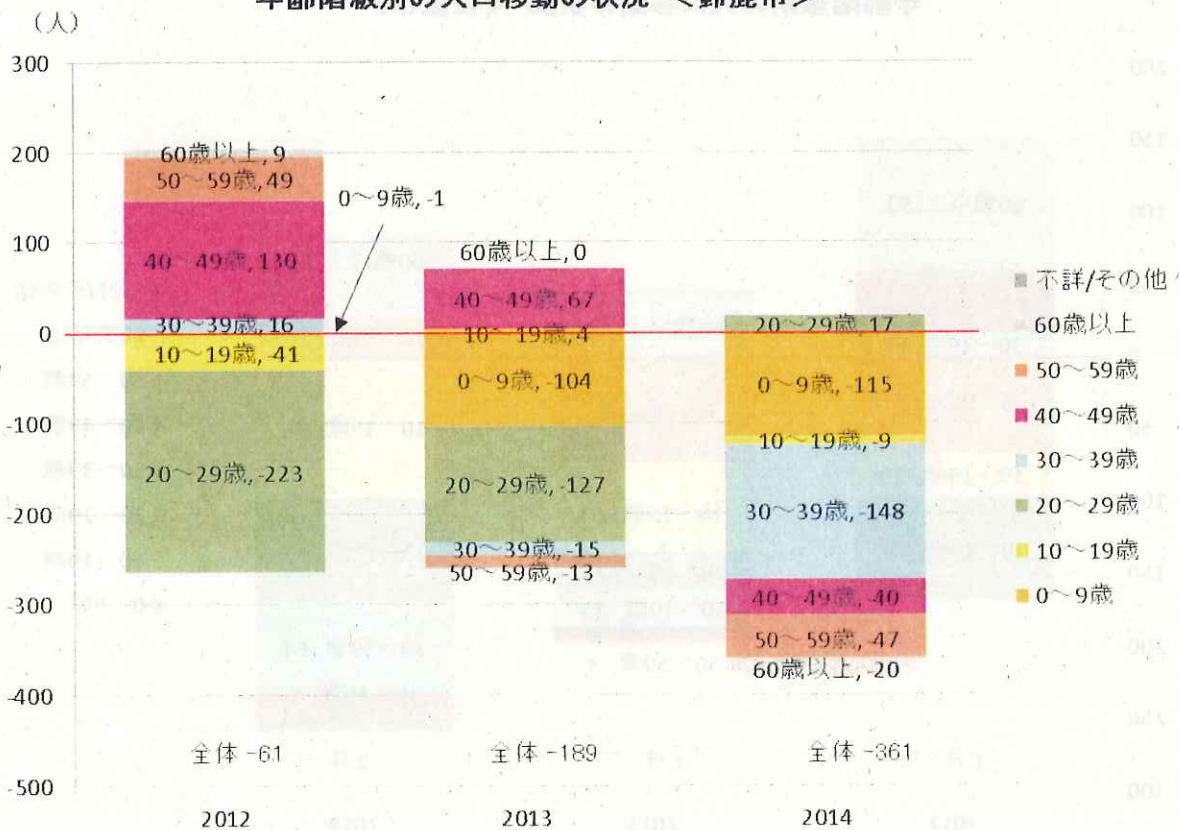 (人)
300
200
100
0
-100
-200
-300
-400
-500
60歳以上, 9
50～59歳, 49
40～49歳, 130
30～39歳, 16
0～9歳, -1
10～19歳, -41
20～29歳, -223
全体 -61
2012
60歳以上, 0
40～49歳, 67
10～19歳, 4
0～9歳, -104
20～29歳, -127
30～39歳, -15
50～59歳, -13
全体 -189
2013
20～29歳, 17
0～9歳, -115
10～19歳, -9
30～39歳, -148
40～49歳, -40
50～59歳, -47
60歳以上, -20
全体 -361
2014
不詳/その他
60歳以上
50～59歳
40～49歳
30～39歳
20～29歳
10～19歳
0～9歳